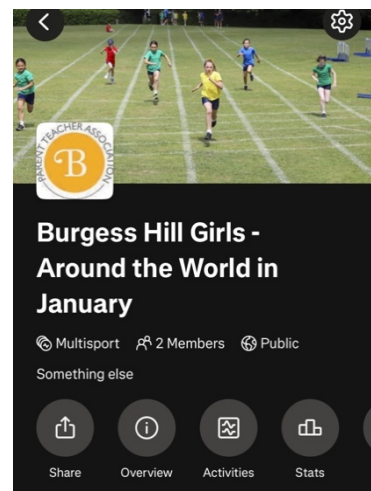 PARENT TEACHER ASSOCIATION
B
Burgess Hill Girls -
Around the World in
January
Multisport 2 Members Public
Something else
Share Overview Activities Stats